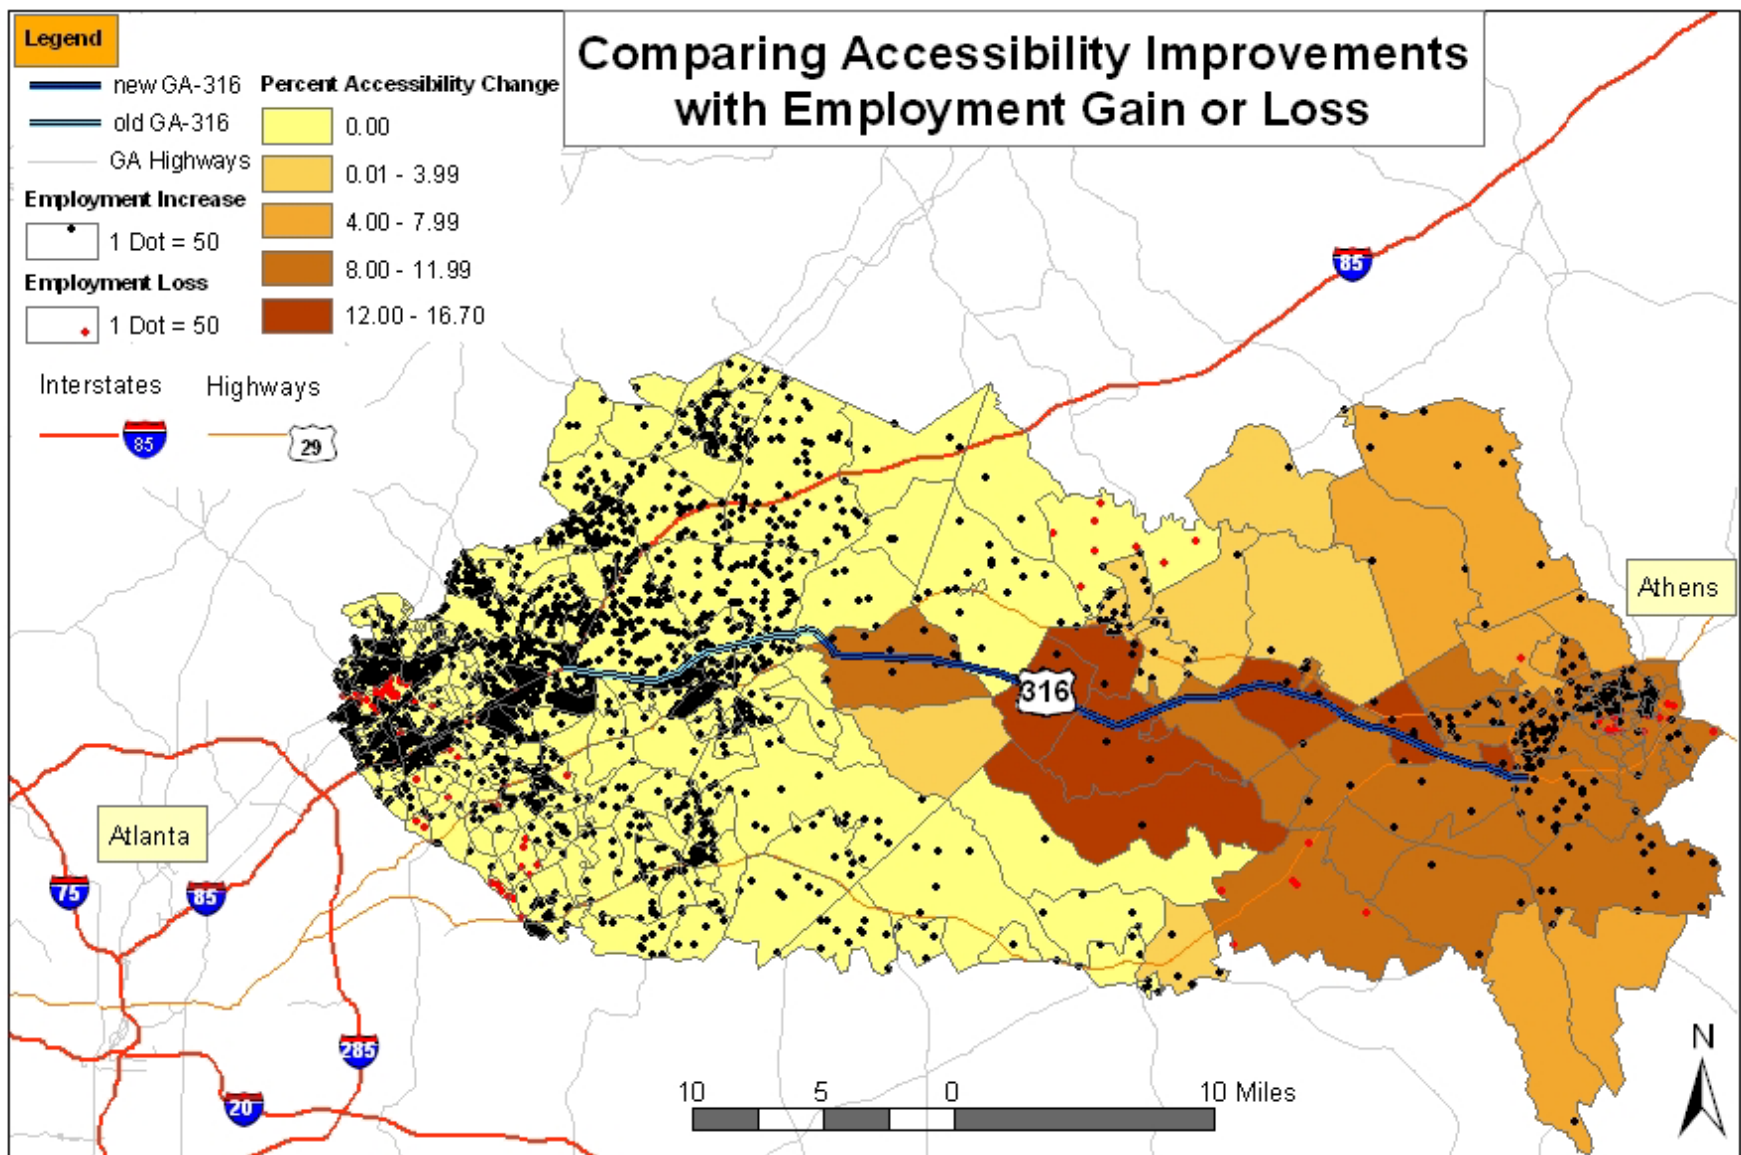 Legend
Comparing Accessibility Improvements
with Employment Gain or Loss
new GA-316
old GA-316
GA Highways
Employment Increase
1 Dot = 50
Employment Loss
1 Dot = 50
Percent Accessibility Change
0.00
0.01 - 3.99
4.00 - 7.99
8.00 - 11.99
12.00 - 16.70
Interstates
Highways
85
29
85
Athens
316
Atlanta
75
85
285
20
N
10
5
0
10 Miles